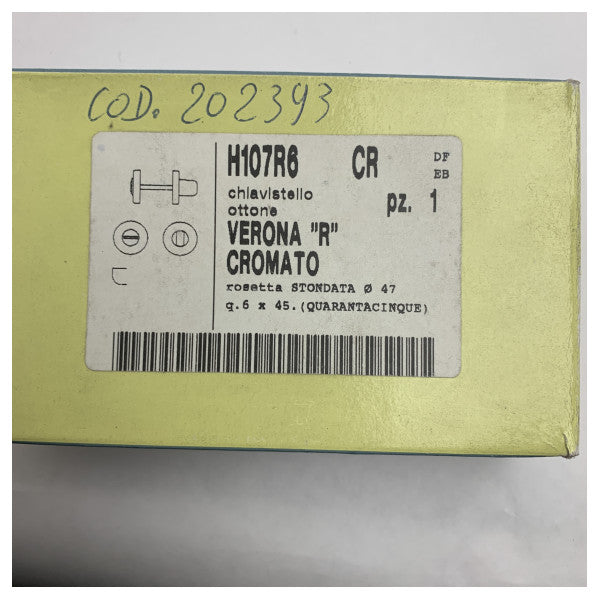 COD. 202393
H107R6 CR DF
EB
chiavistello
ottone pz. 1
VERONA "R"
CROMATO
rosetta STONDATA Ø 47
q.6 x 45.(QUARANTACINQUE)